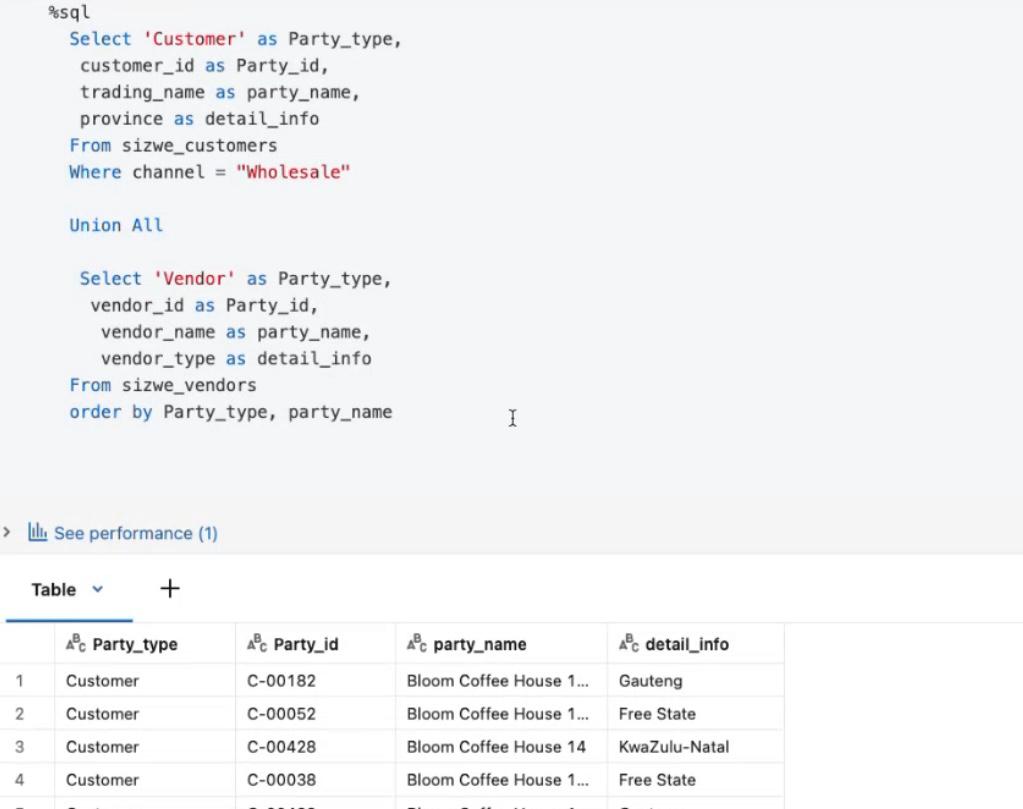 %sql
Select 'Customer' as Party_type,
customer_id as Party_id,
trading_name as party_name,
province as detail_info
From sizwe_customers
Where channel = "Wholesale"
Union All
Select 'Vendor' as Party_type,
vendor_id as Party_id,
vendor_name as party_name,
vendor_type as detail_info
From sizwe_vendors
order by Party_type, party_name
See performance (1)
Table
Party_type Party_id party_name detail_info
1 Customer C-00182 Bloom Coffee House 1... Gauteng
2 Customer C-00052 Bloom Coffee House 1... Free State
3 Customer C-00428 Bloom Coffee House 14 KwaZulu-Natal
4 Customer C-00038 Bloom Coffee House 1... Free State